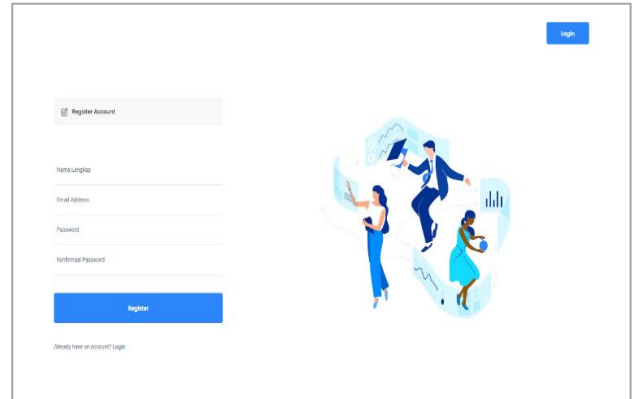 Login
Register Account
Nama Lengkap
Email Address
Password
Konfirmasi Password
Register
Already have an account? Login